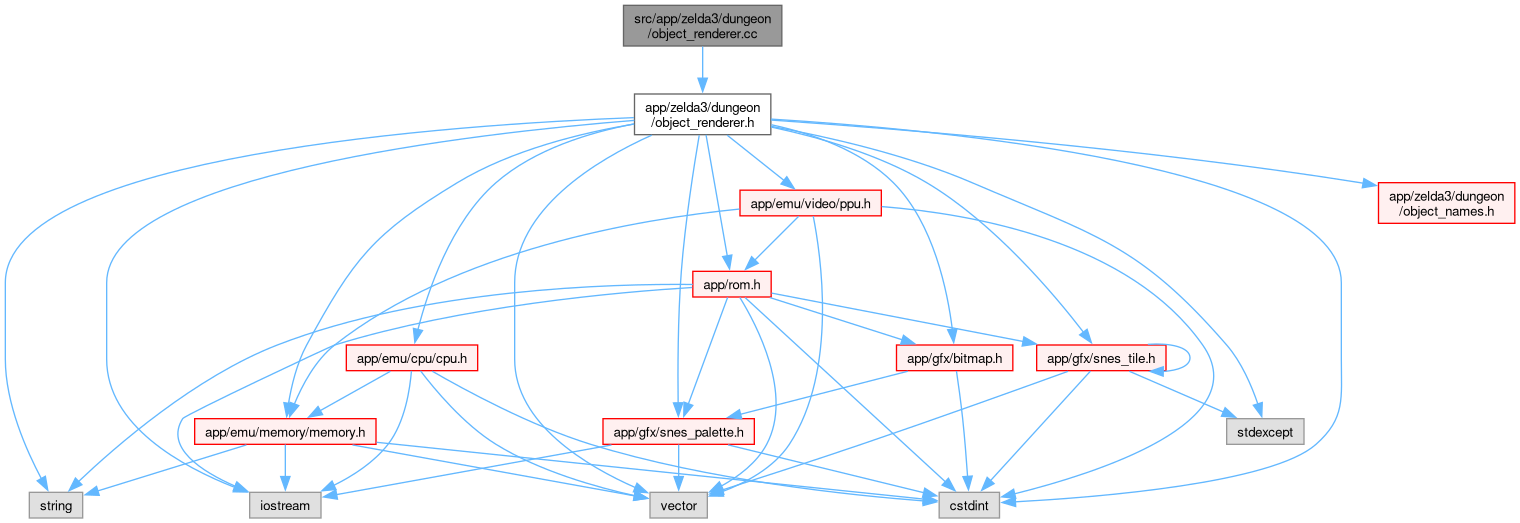 src/app/zelda3/dungeon
/object_renderer.cc
app/zelda3/dungeon
/object_renderer.h
app/emu/video/ppu.h
app/zelda3/dungeon
/object_names.h
app/rom.h
app/emu/cpu/cpu.h
app/gfx/bitmap.h
app/gfx/snes_tile.h
app/emu/memory/memory.h
app/gfx/snes_palette.h
stdexcept
string
iostream
vector
cstdint